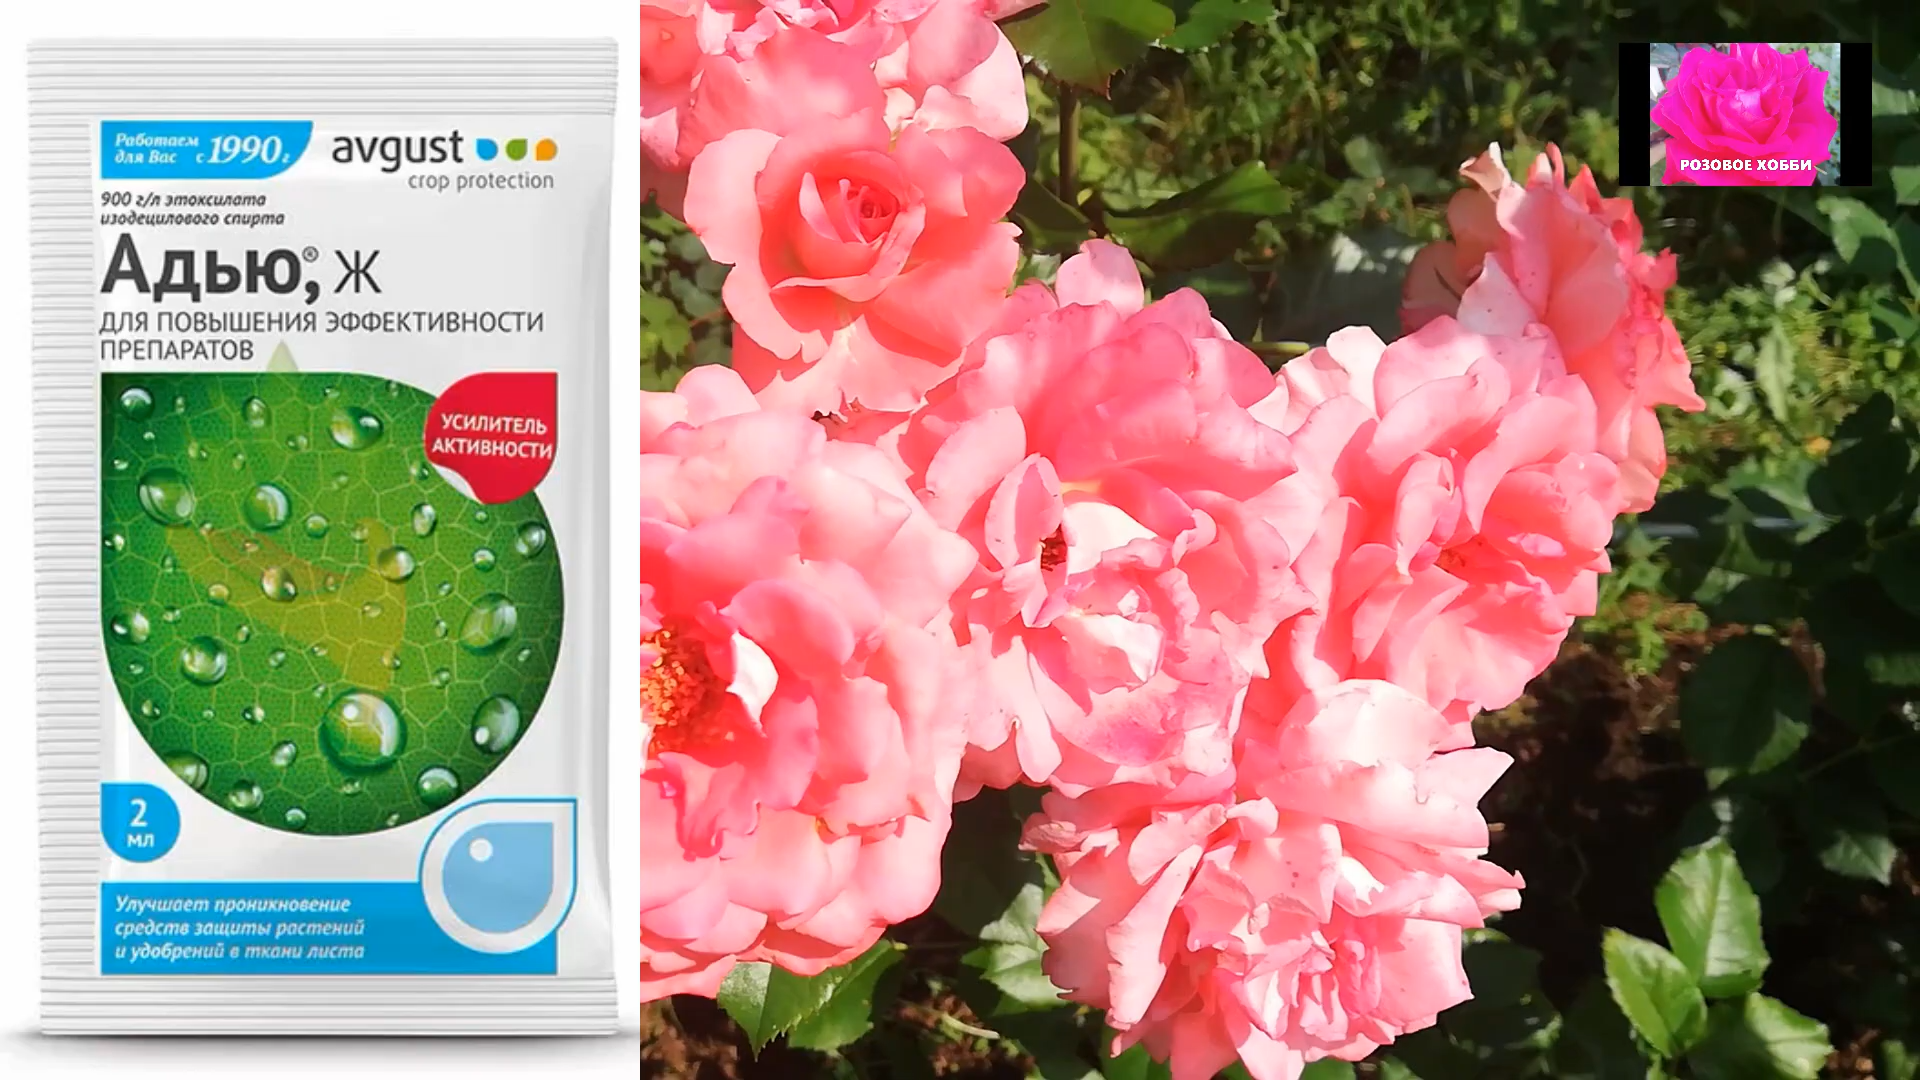 Работаем
для Вас с 1990 г
avgust
crop protection
900 г/л этоксилата
изодецилового спирта
Адью®, Ж
ДЛЯ ПОВЫШЕНИЯ ЭФФЕКТИВНОСТИ
ПРЕПАРАТОВ
УСИЛИТЕЛЬ
АКТИВНОСТИ
2
мл
Улучшает проникновение
средств защиты растений
и удобрений в ткани листа
РОЗОВОЕ ХОББИ